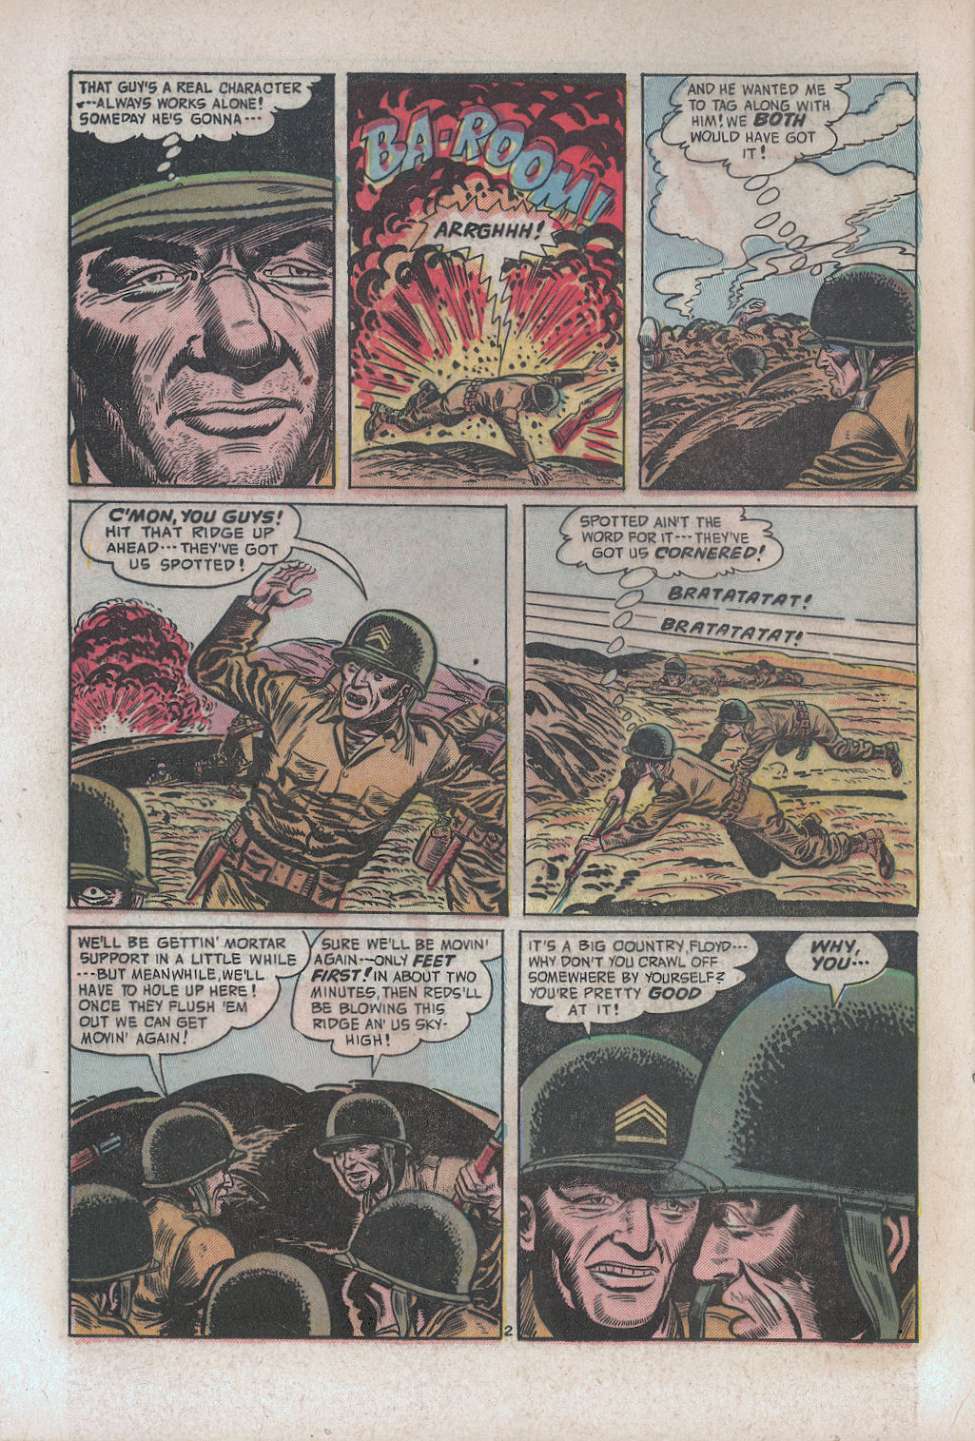 THAT GUY'S A REAL CHARACTER
---ALWAYS WORKS ALONE!
SOMEDAY HE'S GONNA---
BA-ROOM!
ARRGHHH!
AND HE WANTED ME
TO TAG ALONG WITH
HIM! WE BOTH
WOULD HAVE GOT
IT!
C'MON, YOU GUYS!
HIT THAT RIDGE UP
AHEAD---THEY'VE GOT
US SPOTTED!
SPOTTED AIN'T THE
WORD FOR IT---THEY'VE
GOT US CORNERED!
BRATATATAT!
BRATATATAT!
WE'LL BE GETTIN' MORTAR
SUPPORT IN A LITTLE WHILE
---BUT MEANWHILE, WE'LL
HAVE TO HOLE UP HERE!
ONCE THEY FLUSH 'EM
OUT WE CAN GET
MOVIN' AGAIN!
SURE WE'LL BE MOVIN'
AGAIN---ONLY FEET
FIRST! IN ABOUT TWO
MINUTES, THEN REDS'LL
BE BLOWING THIS
RIDGE AN' US SKY-
HIGH!
IT'S A BIG COUNTRY, FLOYD---
WHY DON'T YOU CRAWL OFF
SOMEWHERE BY YOURSELF?
YOU'RE PRETTY GOOD
AT IT!
WHY,
YOU---
2